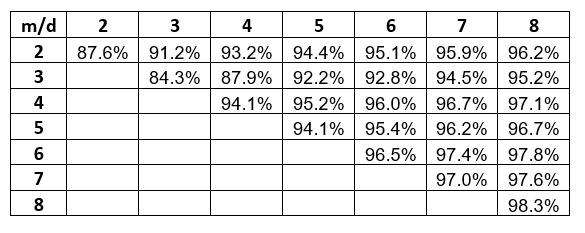 m/d 2 3 4 5 6 7 8
2 87.6% 91.2% 93.2% 94.4% 95.1% 95.9% 96.2%
3 84.3% 87.9% 92.2% 92.8% 94.5% 95.2%
4 94.1% 95.2% 96.0% 96.7% 97.1%
5 94.1% 95.4% 96.2% 96.7%
6 96.5% 97.4% 97.8%
7 97.0% 97.6%
8 98.3%